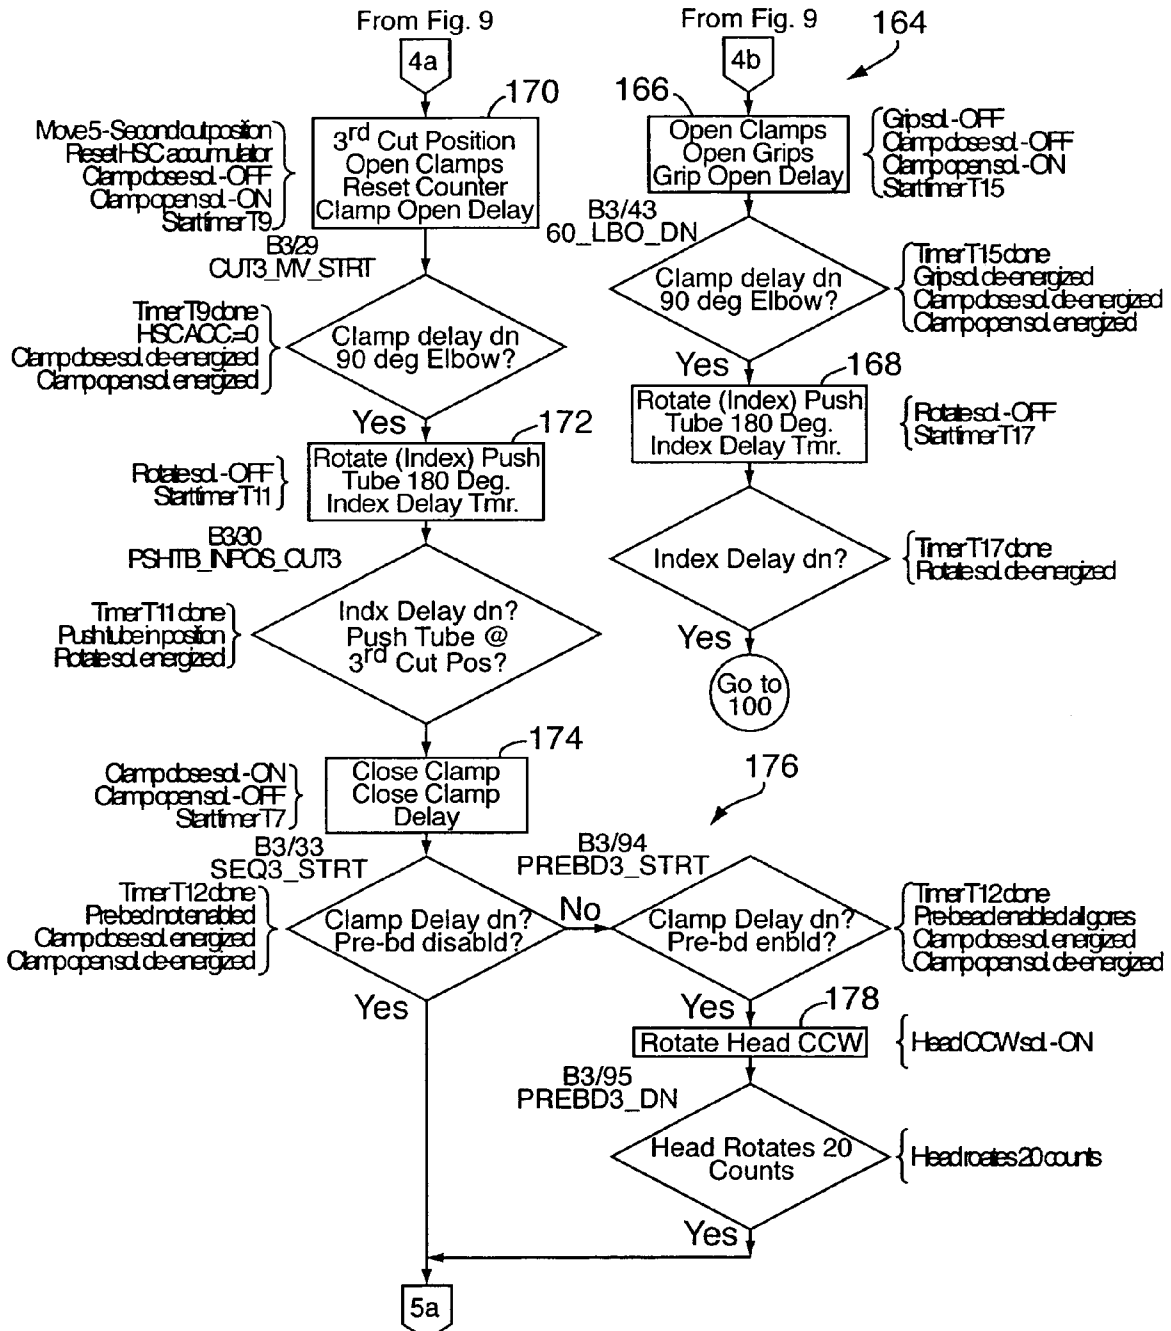 From Fig. 9
4a
170
Move 5 - Second cut position
Reset HSC accumulator
Clamp close sol. - OFF
Clamp open sol. - ON
Start timer T9
3rd Cut Position
Open Clamps
Reset Counter
Clamp Open Delay
B3/29
CUT3_MV_STRT
Timer T9 done
HSC ACC.=0
Clamp close sol. de-energized
Clamp open sol. energized
Clamp delay dn
90 deg Elbow?
Yes
172
Rotate sol. - OFF
Start timer T11
Rotate (Index) Push
Tube 180 Deg.
Index Delay Tmr.
B3/30
PSHTB_INPOS_CUT3
Timer T11 done
Push tube in position
Rotate sol. energized
Indx Delay dn?
Push Tube @
3rd Cut Pos?
174
Clamp close sol. - ON
Clamp open sol. - OFF
Start timer T7
Close Clamp
Close Clamp
Delay
B3/33
SEQ3_STRT
Timer T12 done
Pre-bed not enabled
Clamp close sol. energized
Clamp open sol. de-energized
Clamp Delay dn?
Pre-bd disabld?
No
Yes
5a
From Fig. 9
4b
164
166
Open Clamps
Open Grips
Grip Open Delay
Grip sol. - OFF
Clamp close sol. - OFF
Clamp open sol. - ON
Start timer T15
B3/43
60_LBO_DN
Clamp delay dn
90 deg Elbow?
Timer T15 done
Grip sol. de-energized
Clamp close sol. de-energized
Clamp open sol. energized
Yes
168
Rotate (Index) Push
Tube 180 Deg.
Index Delay Tmr.
Rotate sol. - OFF
Start timer T17
Index Delay dn?
Timer T17 done
Rotate sol. de-energized
Yes
Go to
100
176
B3/94
PREBD3_STRT
Clamp Delay dn?
Pre-bd enbld?
Timer T12 done
Pre-bead enabled all gores
Clamp close sol. energized
Clamp open sol. de-energized
Yes
178
Rotate Head CCW
Head CCW sol. - ON
B3/95
PREBD3_DN
Head Rotates 20
Counts
Head roates 20 counts
Yes